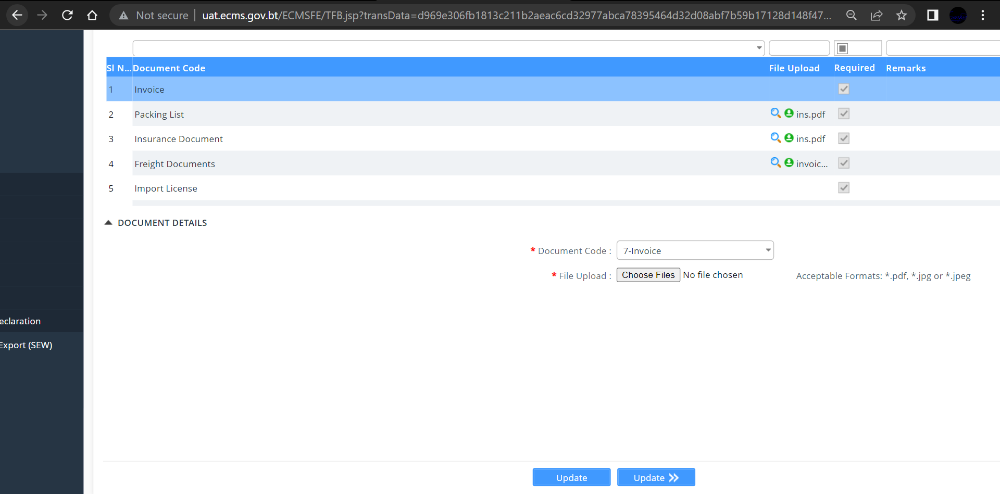 Not secure | uat.ecms.gov.bt/ECMSFE/TFB.jsp?transData=d969e306fb1813c211b2aeac6cd32977abca78395464d32d08abf7b59b17128d148f47...
Sl N... Document Code File Upload Required Remarks
1 Invoice
2 Packing List ins.pdf
3 Insurance Document ins.pdf
4 Freight Documents invoic...
5 Import License
DOCUMENT DETAILS
* Document Code : 7-Invoice
* File Upload : Choose Files No file chosen Acceptable Formats: *.pdf, *.jpg or *.jpeg
eclaration
Export (SEW)
Update Update